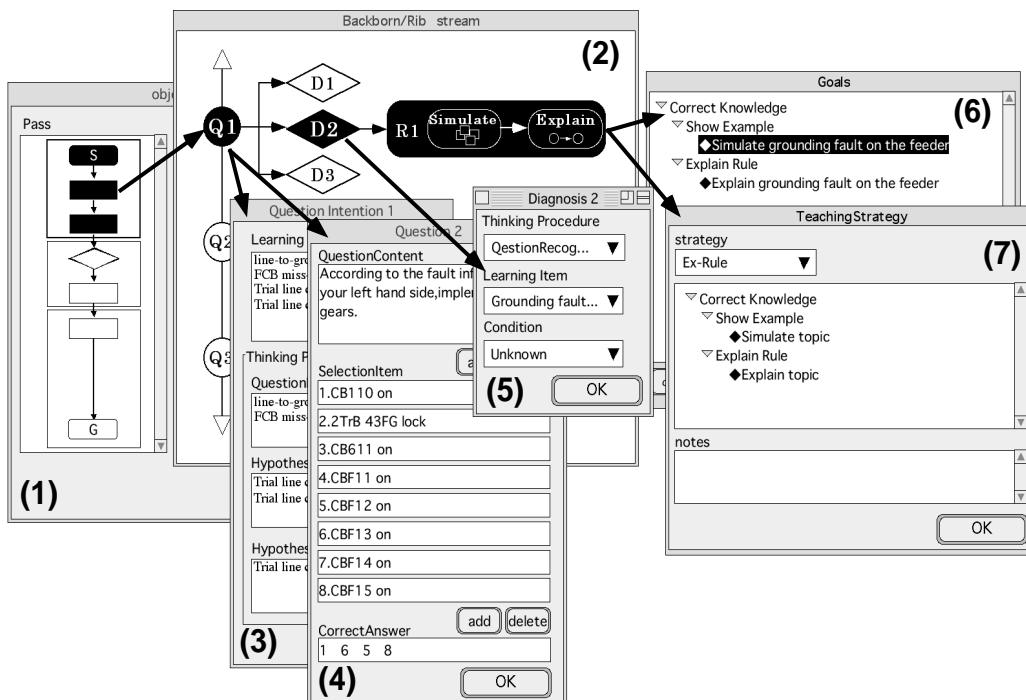 Backborn/Rib stream
(2)
D1
Q1
D2
R1
Simulate
Explain
D3
Q2
Q3
obj
Pass
S
G
(1)
Goals
(6)
Correct Knowledge
Show Example
Simulate grounding fault on the feeder
Explain Rule
Explain grounding fault on the feeder
Question Intention 1
Learning
line-to-gro
FCB miss
Trial line
Trial line
Thinking P
Question
line-to-gro
FCB miss
Hypothes
Trial line
Trial line
Hypothes
Trial line
(3)
Question 2
QuestionContent
According to the fault inf
your left hand side,imple
gears.
a
SelectionItem
1.CB110 on
2.2TrB 43FG lock
3.CB611 on
4.CBF11 on
5.CBF12 on
6.CBF13 on
7.CBF14 on
8.CBF15 on
add delete
CorrectAnswer
1 6 5 8
(4)
OK
Diagnosis 2
Thinking Procedure
QestionRecog...
Learning Item
Grounding fault...
Condition
Unknown
(5)
OK
TeachingStrategy
strategy
(7)
Ex-Rule
Correct Knowledge
Show Example
Simulate topic
Explain Rule
Explain topic
notes
OK